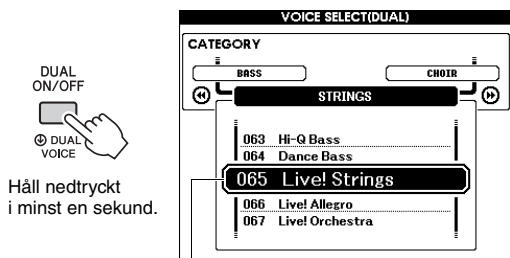 VOICE SELECT(DUAL)
CATEGORY
BASS
CHOIR
STRINGS
063 Hi-Q Bass
064 Dance Bass
065 Live! Strings
066 Live! Allegro
067 Live! Orchestra
DUAL
ON/OFF
DUAL
VOICE
Håll nedtryckt
i minst en sekund.